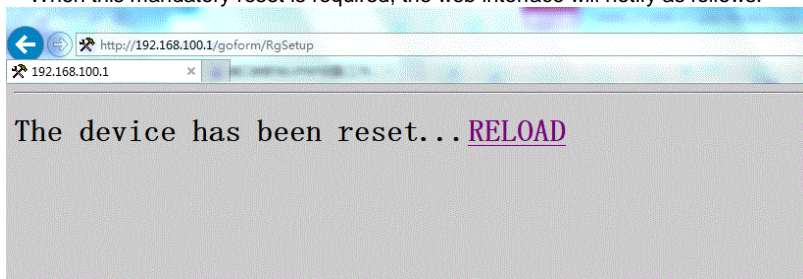 When this mandatory reset is required, the web interface will notify as follows:
http://192.168.100.1/goform/RgSetup
192.168.100.1
The device has been reset...RELOAD